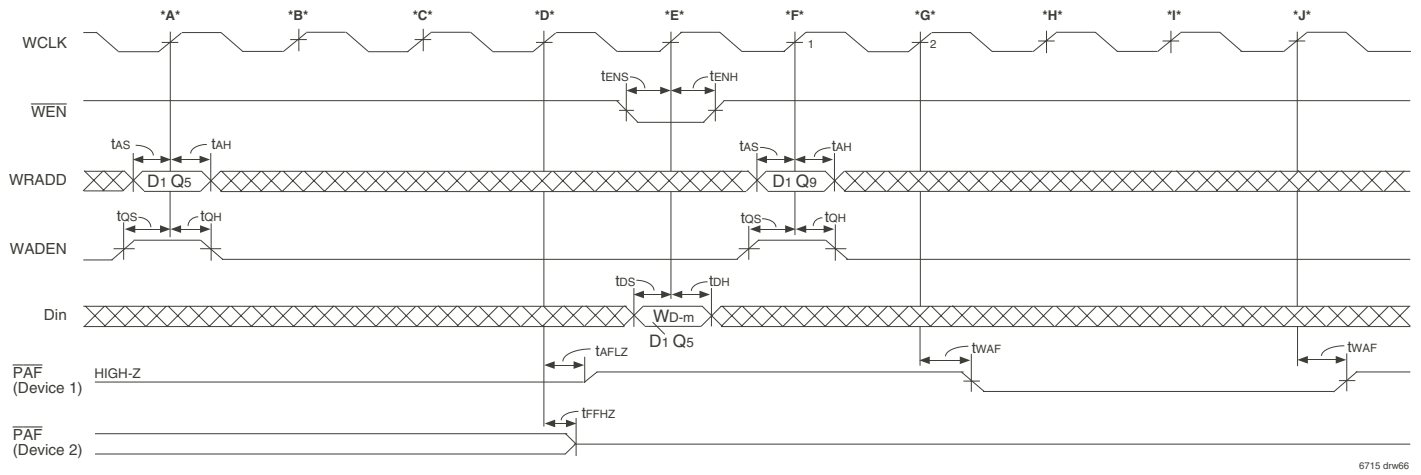 *A* *B* *C* *D* *E* *F* *G* *H* *I* *J*
WCLK 1 2
tENS tENH
WEN
tAS tAH tAS tAH
WRADD D1 Q5 D1 Q9
tQS tQH tQS tQH
WADEN
tDS tDH
Din WD-m
D1 Q5
tAFLZ tWAF tWAF
PAF HIGH-Z
(Device 1)
tFFHZ
PAF
(Device 2)
6715 drw66